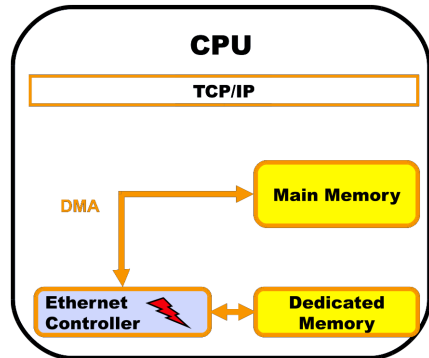 CPU
TCP/IP
DMA
Main Memory
Ethernet
Controller
Dedicated
Memory